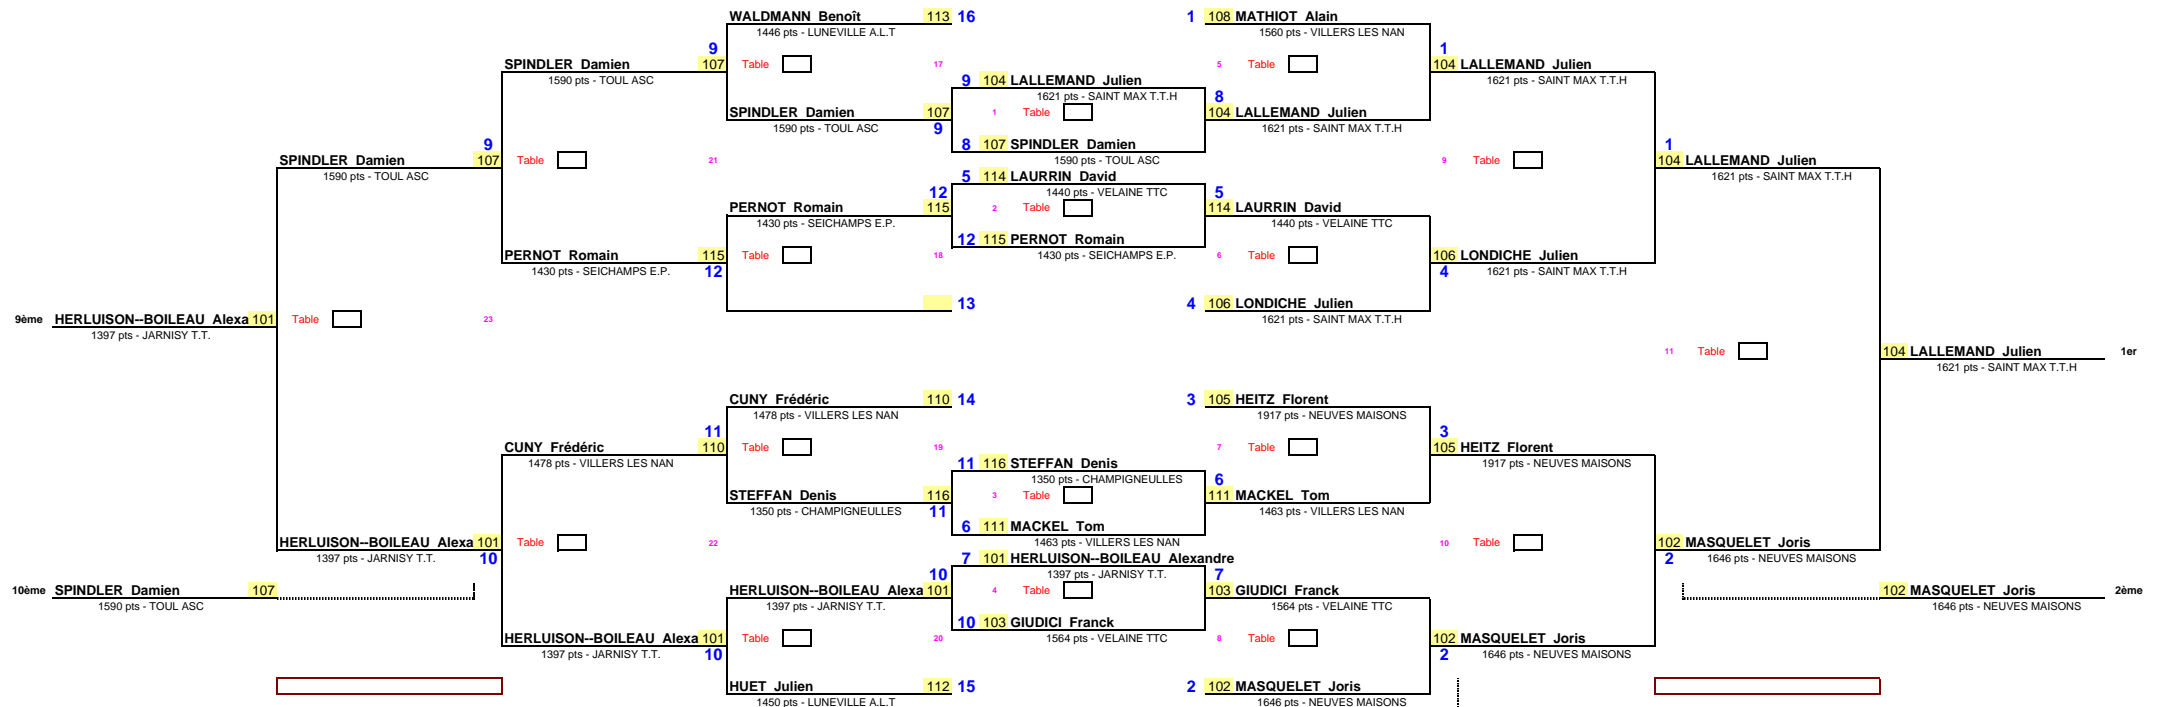 WALDMANN Benoît 113 16 1 108 MATHIOT Alain
1446 pts - LUNEVILLE A.L.T 1560 pts - VILLERS LES NAN
9 1
SPINDLER Damien 107 Table 17 5 Table 104 LALLEMAND Julien
1590 pts - TOUL ASC 9 104 LALLEMAND Julien 1621 pts - SAINT MAX T.T.H
1621 pts - SAINT MAX T.T.H 8
SPINDLER Damien 107 1 Table 104 LALLEMAND Julien
1590 pts - TOUL ASC 9 1621 pts - SAINT MAX T.T.H
9 8 107 SPINDLER Damien 1
SPINDLER Damien 107 Table 21 1590 pts - TOUL ASC 9 Table 104 LALLEMAND Julien
1590 pts - TOUL ASC 5 114 LAURRIN David 1621 pts - SAINT MAX T.T.H
12 1440 pts - VELAINE TTC 5
PERNOT Romain 115 2 Table 114 LAURRIN David
1430 pts - SEICHAMPS E.P. 1440 pts - VELAINE TTC
12 115 PERNOT Romain
PERNOT Romain 115 Table 18 1430 pts - SEICHAMPS E.P. 6 Table 106 LONDICHE Julien
1430 pts - SEICHAMPS E.P. 12 4 1621 pts - SAINT MAX T.T.H
13 4 106 LONDICHE Julien
9ème HERLUISON--BOILEAU Alexa 101 Table 23 1621 pts - SAINT MAX T.T.H
1397 pts - JARNISY T.T.
11 Table 104 LALLEMAND Julien 1er
1621 pts - SAINT MAX T.T.H
CUNY Frédéric 110 14 3 105 HEITZ Florent
1478 pts - VILLERS LES NAN 1917 pts - NEUVES MAISONS
11 3
CUNY Frédéric 110 Table 19 7 Table 105 HEITZ Florent
1478 pts - VILLERS LES NAN 11 116 STEFFAN Denis 1917 pts - NEUVES MAISONS
1350 pts - CHAMPIGNEULLES 6
STEFFAN Denis 116 3 Table 111 MACKEL Tom
1350 pts - CHAMPIGNEULLES 11 1463 pts - VILLERS LES NAN
6 111 MACKEL Tom
HERLUISON--BOILEAU Alexa 101 Table 22 1463 pts - VILLERS LES NAN 10 Table 102 MASQUELET Joris
1397 pts - JARNISY T.T. 10 7 101 HERLUISON--BOILEAU Alexandre 2 1646 pts - NEUVES MAISONS
10 1397 pts - JARNISY T.T. 7
10ème SPINDLER Damien 107 HERLUISON--BOILEAU Alexa 101 4 Table 103 GIUDICI Franck 102 MASQUELET Joris 2ème
1590 pts - TOUL ASC 1397 pts - JARNISY T.T. 1564 pts - VELAINE TTC 1646 pts - NEUVES MAISONS
10 103 GIUDICI Franck
HERLUISON--BOILEAU Alexa 101 Table 20 1564 pts - VELAINE TTC 8 Table 102 MASQUELET Joris
1397 pts - JARNISY T.T. 10 2 1646 pts - NEUVES MAISONS
HUET Julien 112 15 2 102 MASQUELET Joris
1450 pts - LUNEVILLE A.L.T 1646 pts - NEUVES MAISONS